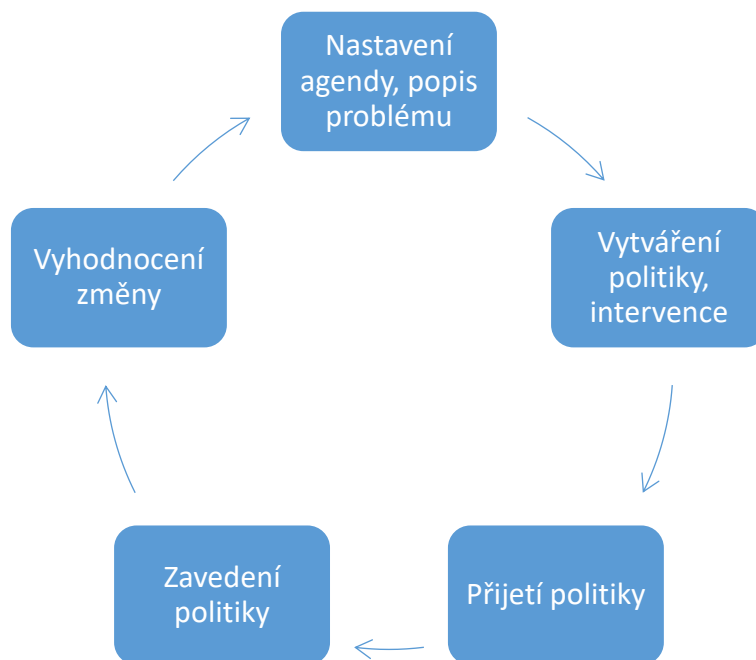 Nastavení
agendy, popis
problému
Vytváření
politiky,
intervence
Přijetí politiky
Zavedení
politiky
Vyhodnocení
změny